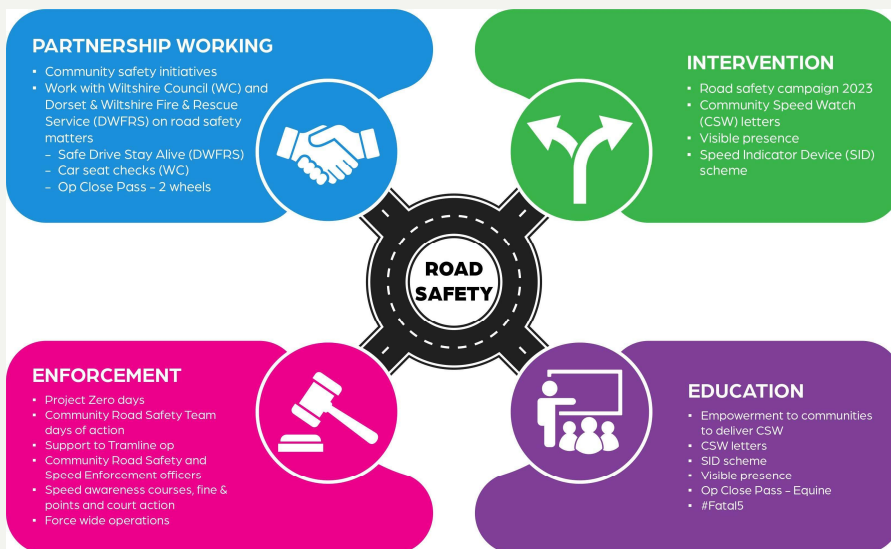 PARTNERSHIP WORKING
▪ Community safety initiatives
▪ Work with Wiltshire Council (WC) and
Dorset & Wiltshire Fire & Rescue
Service (DWFRS) on road safety
matters
– Safe Drive Stay Alive (DWFRS)
– Car seat checks (WC)
– Op Close Pass – 2 wheels
INTERVENTION
▪ Road safety campaign 2023
▪ Community Speed Watch
(CSW) letters
▪ Visible presence
▪ Speed Indicator Device (SID)
scheme
ROAD
SAFETY
ENFORCEMENT
▪ Project Zero days
▪ Community Road Safety Team
days of action
▪ Support to Tramline op
▪ Community Road Safety and
Speed Enforcement officers
▪ Speed awareness courses, fine &
points and court action
▪ Force wide operations
EDUCATION
▪ Empowerment to communities
to deliver CSW
▪ CSW letters
▪ SID scheme
▪ Visible presence
▪ Op Close Pass – Equine
▪ #Fatal5